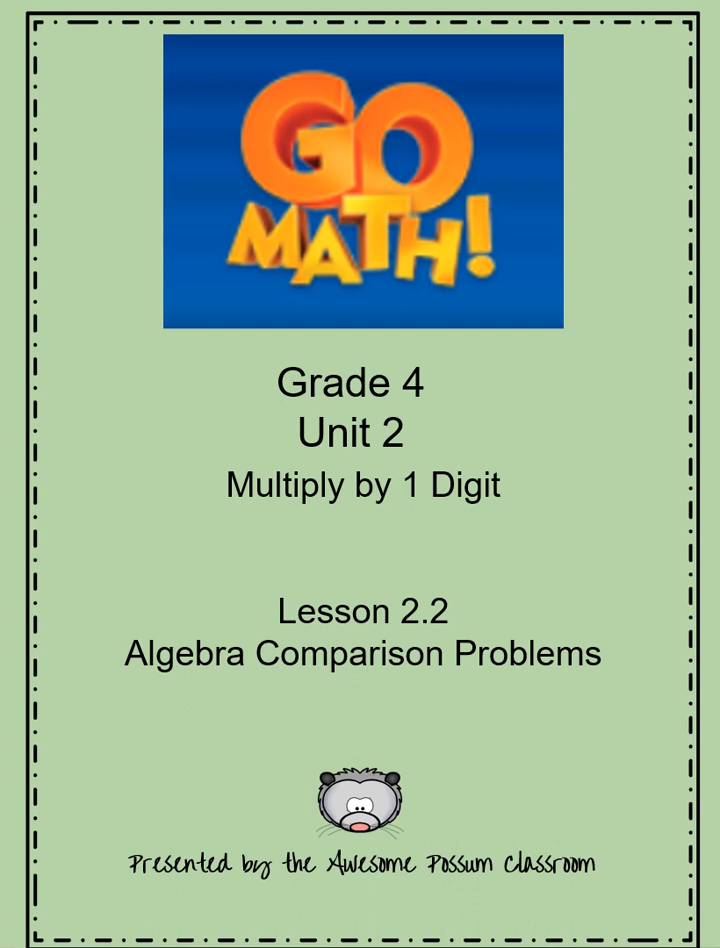 GO
MATH!
Grade 4
Unit 2
Multiply by 1 Digit
Lesson 2.2
Algebra Comparison Problems
Presented by the Awesome Possum Classroom